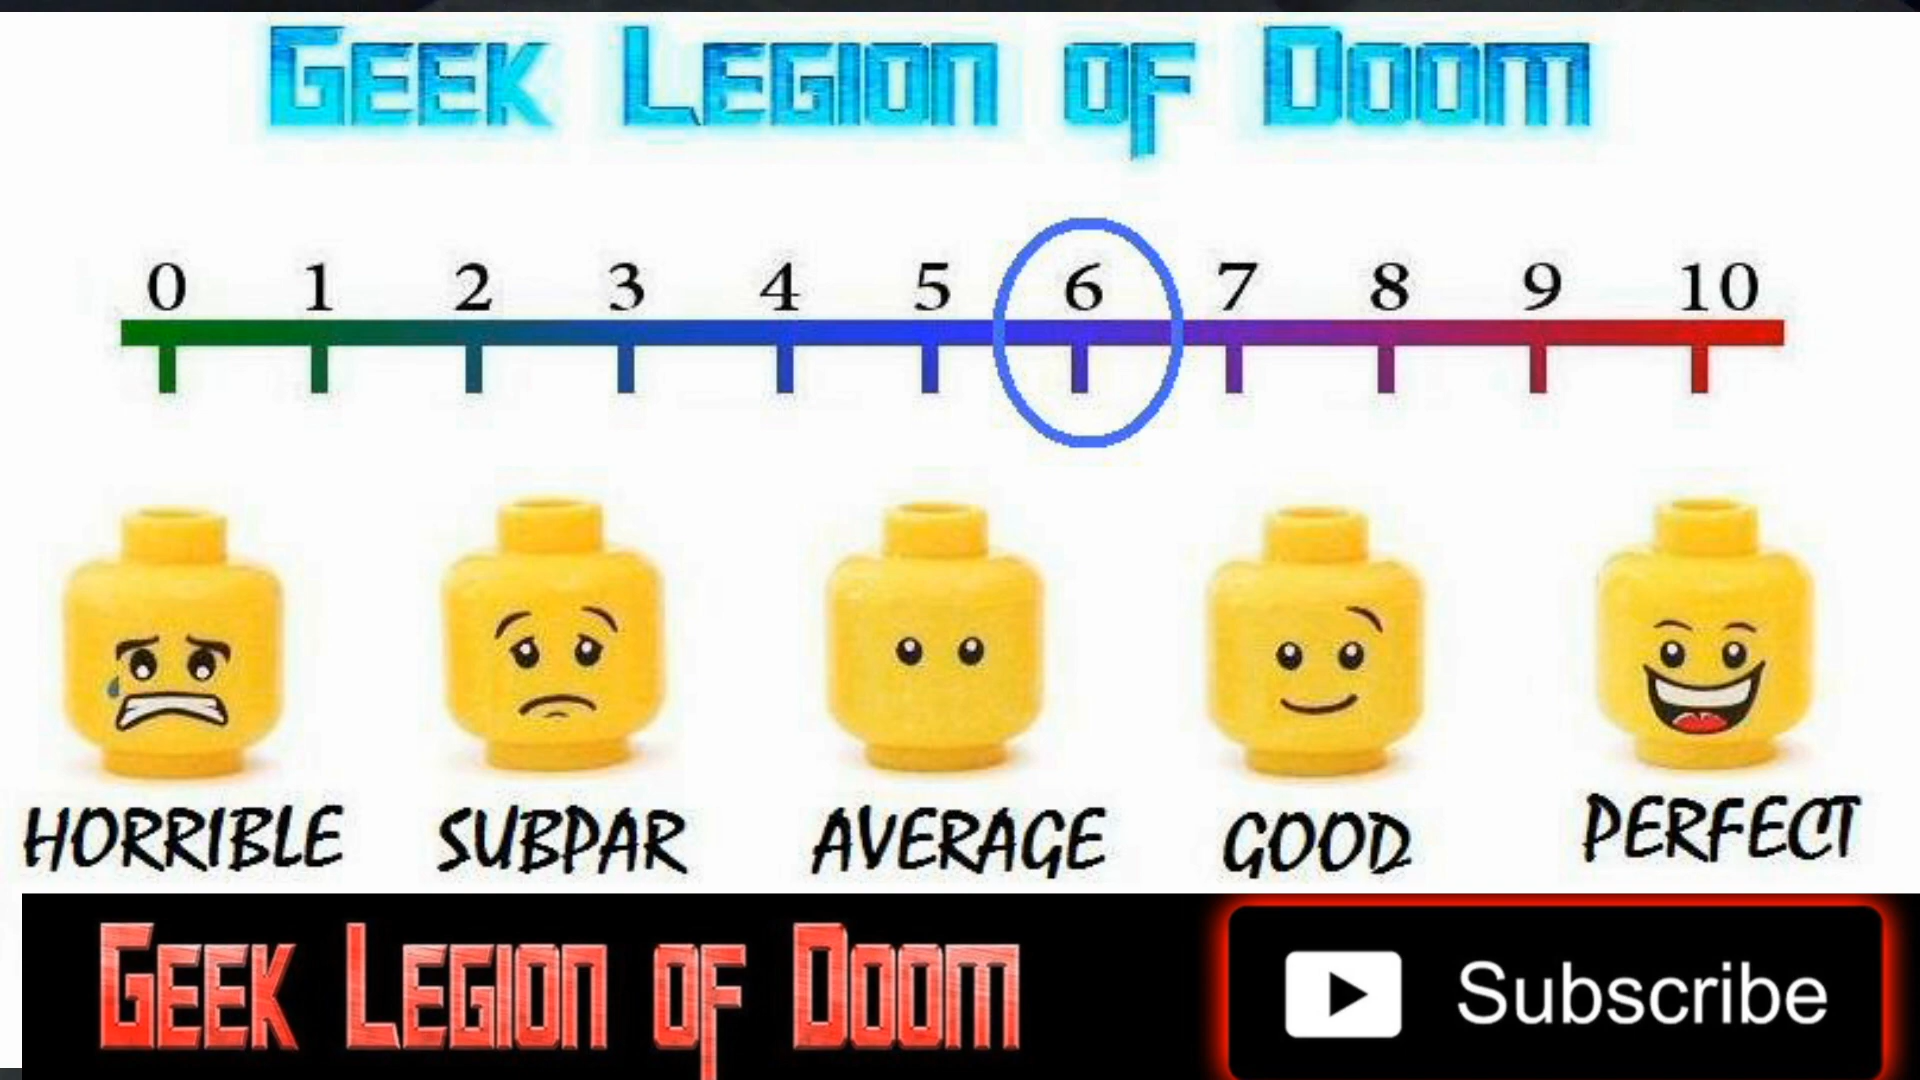 Geek Legion of Doom
0 1 2 3 4 5 6 7 8 9 10
HORRIBLE SUBPAR AVERAGE GOOD PERFECT
Geek Legion of Doom
Subscribe